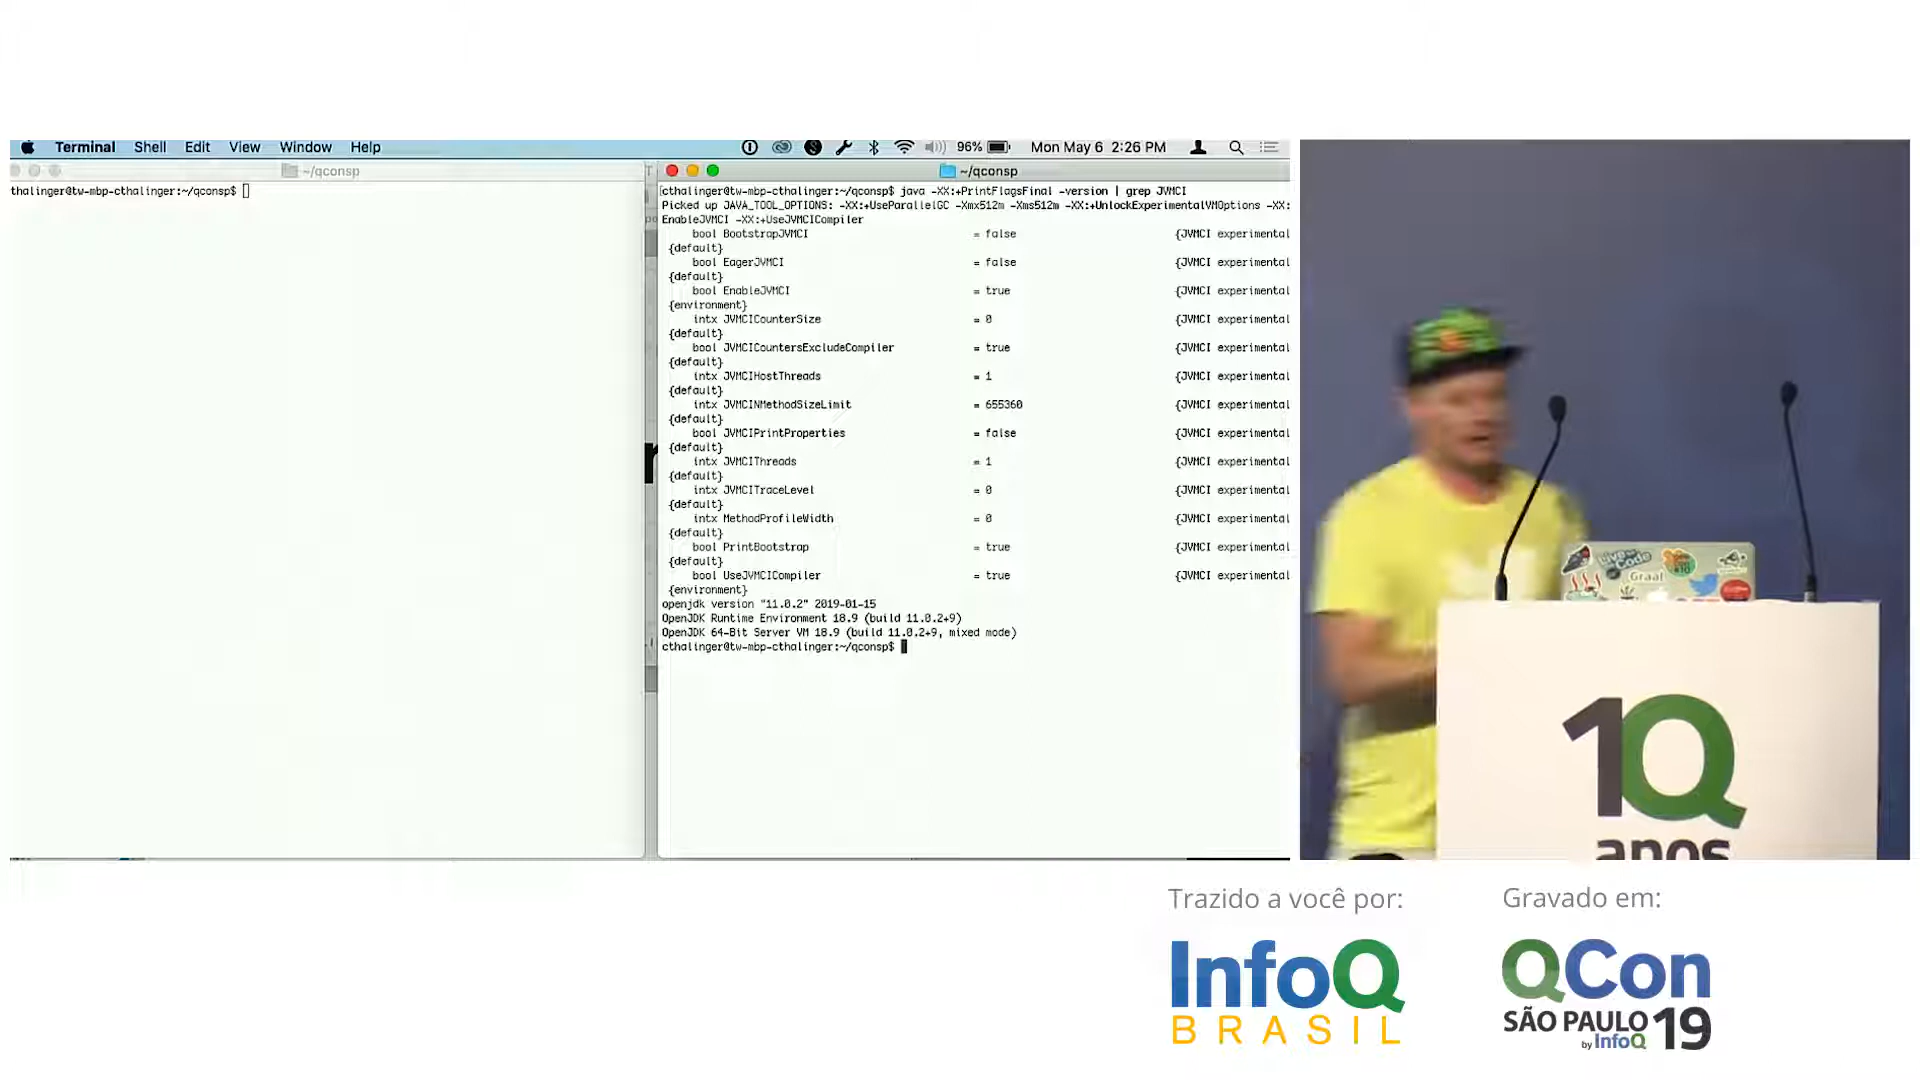 Terminal Shell Edit View Window Help
96% Mon May 6 2:26 PM
~/qconsp
thalinger@tw-mbp-cthalinger:~/qconsp$
~/qconsp
cthalinger@tw-mbp-cthalinger:~/qconsp$ java -XX:+PrintFlagsFinal -version | grep JVMCI
Picked up JAVA_TOOL_OPTIONS: -XX:+UseParallelGC -Xmx512m -Xms512m -XX:+UnlockExperimentalVMOptions -XX:
EnableJVMCI -XX:+UseJVMCICompiler
bool BootstrapJVMCI = false {JVMCI experimental
{default}
bool EagerJVMCI = false {JVMCI experimental
{default}
bool EnableJVMCI = true {JVMCI experimental
{environment}
intx JVMCICounterSize = 0 {JVMCI experimental
{default}
bool JVMCICountersExcludeCompiler = true {JVMCI experimental
{default}
intx JVMCIHostThreads = 1 {JVMCI experimental
{default}
intx JVMCINMethodSizeLimit = 655360 {JVMCI experimental
{default}
bool JVMCIPrintProperties = false {JVMCI experimental
{default}
intx JVMCIThreads = 1 {JVMCI experimental
{default}
intx JVMCITraceLevel = 0 {JVMCI experimental
{default}
intx MethodProfileWidth = 0 {JVMCI experimental
{default}
bool PrintBootstrap = true {JVMCI experimental
{default}
bool UseJVMCICompiler = true {JVMCI experimental
{environment}
openjdk version "11.0.2" 2019-01-15
OpenJDK Runtime Environment 18.9 (build 11.0.2+9)
OpenJDK 64-Bit Server VM 18.9 (build 11.0.2+9, mixed mode)
cthalinger@tw-mbp-cthalinger:~/qconsp$
Live Code
Graal
1Q
anos
Trazido a você por:
InfoQ
BRASIL
Gravado em:
QCon
SÃO PAULO 19
by InfoQ